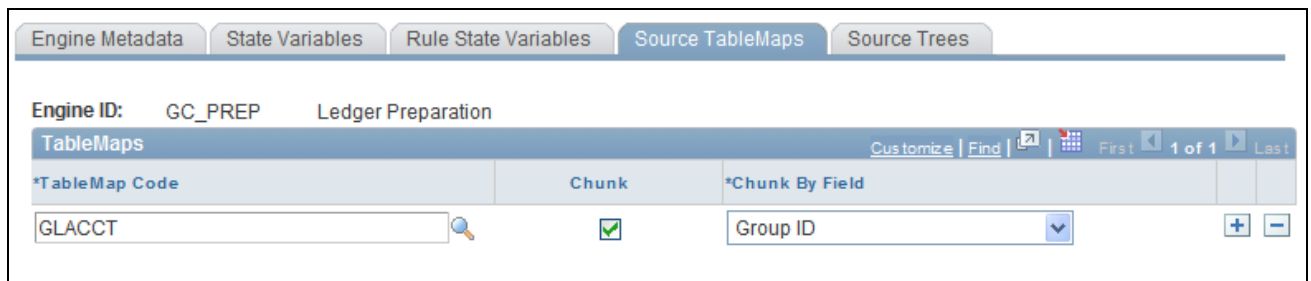 Engine Metadata State Variables Rule State Variables Source TableMaps Source Trees
Engine ID: GC_PREP Ledger Preparation
TableMaps Customize | Find | | First 1 of 1 Last
*TableMap Code Chunk *Chunk By Field
GLACCT Group ID